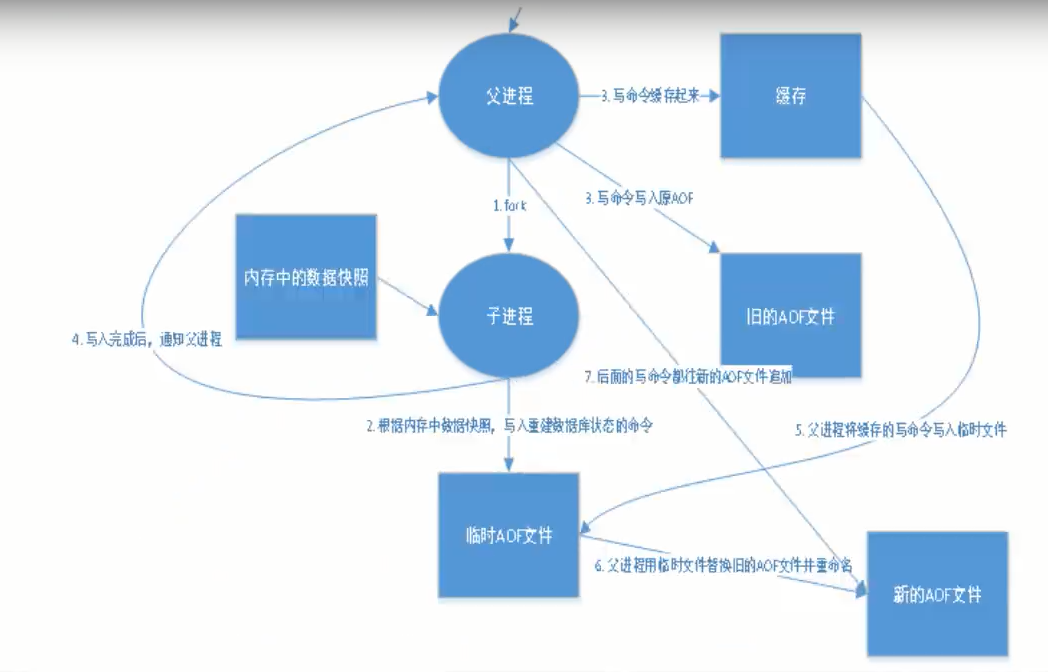 父进程
3.写命令缓存起来
缓存
1.fork
3.写命令写入原AOF
内存中的数据快照
子进程
旧的AOF文件
4.写入完成后，通知父进程
7.后面的写命令都往新的AOF文件追加
2.根据内存中数据快照，写入重建数据库状态的命令
5.父进程将缓存的写命令写入临时文件
临时AOF文件
6.父进程用临时文件替换旧的AOF文件并重命名
新的AOF文件